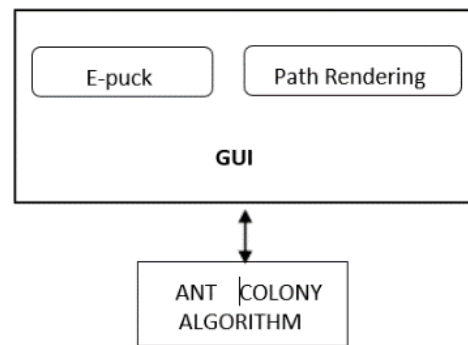 E-puck
Path Rendering
GUI
ANT COLONY
ALGORITHM